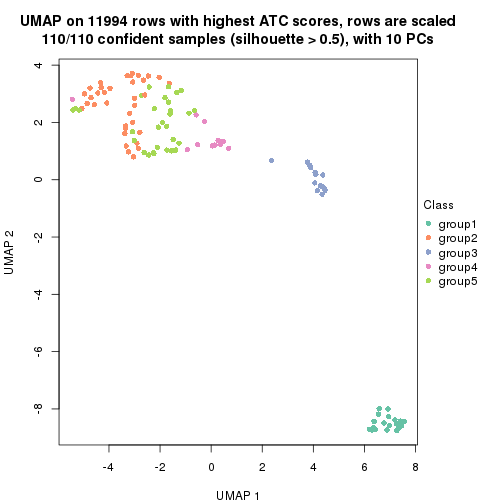 UMAP on 11994 rows with highest ATC scores, rows are scaled
110/110 confident samples (silhouette > 0.5), with 10 PCs
4
2
0
-2
-4
-6
-8
UMAP 2
-4
-2
0
2
4
6
8
UMAP 1
Class
group1
group2
group3
group4
group5